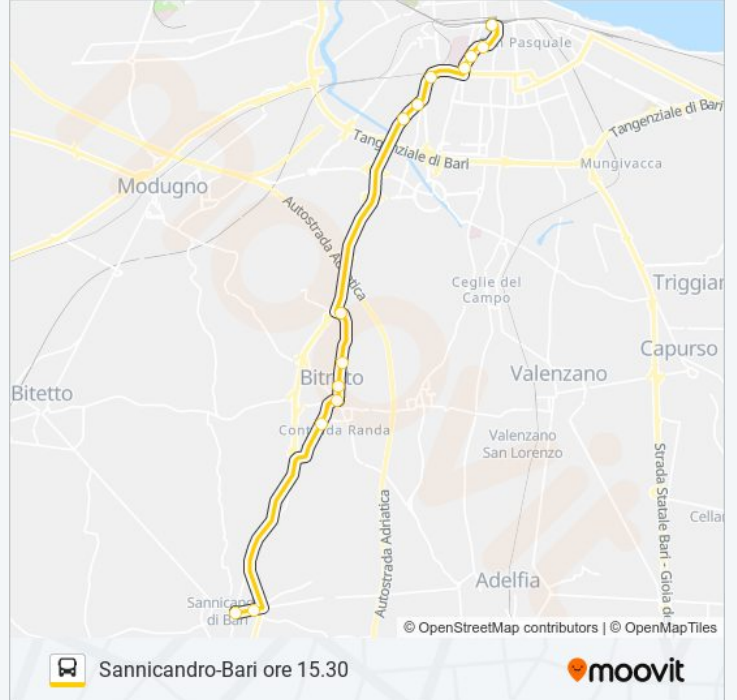 Pasquale
Tangenziale di Bari
Tangenziale di Bari
Mungivacca
Modugno
Autostrada Adriatica
Ceglie del
Campo
Triggian
Capurso
Bitetto
Bitritto
Valenzano
Contrada Randa
Valenzano
San Lorenzo
Strada Statale Bari - Gioia de
Autostrada Adriatica
Cellar
Adelfia
Sannicandro
di Bari
© OpenStreetMap contributors | © OpenMapTiles
Sannicandro-Bari ore 15.30
moovit